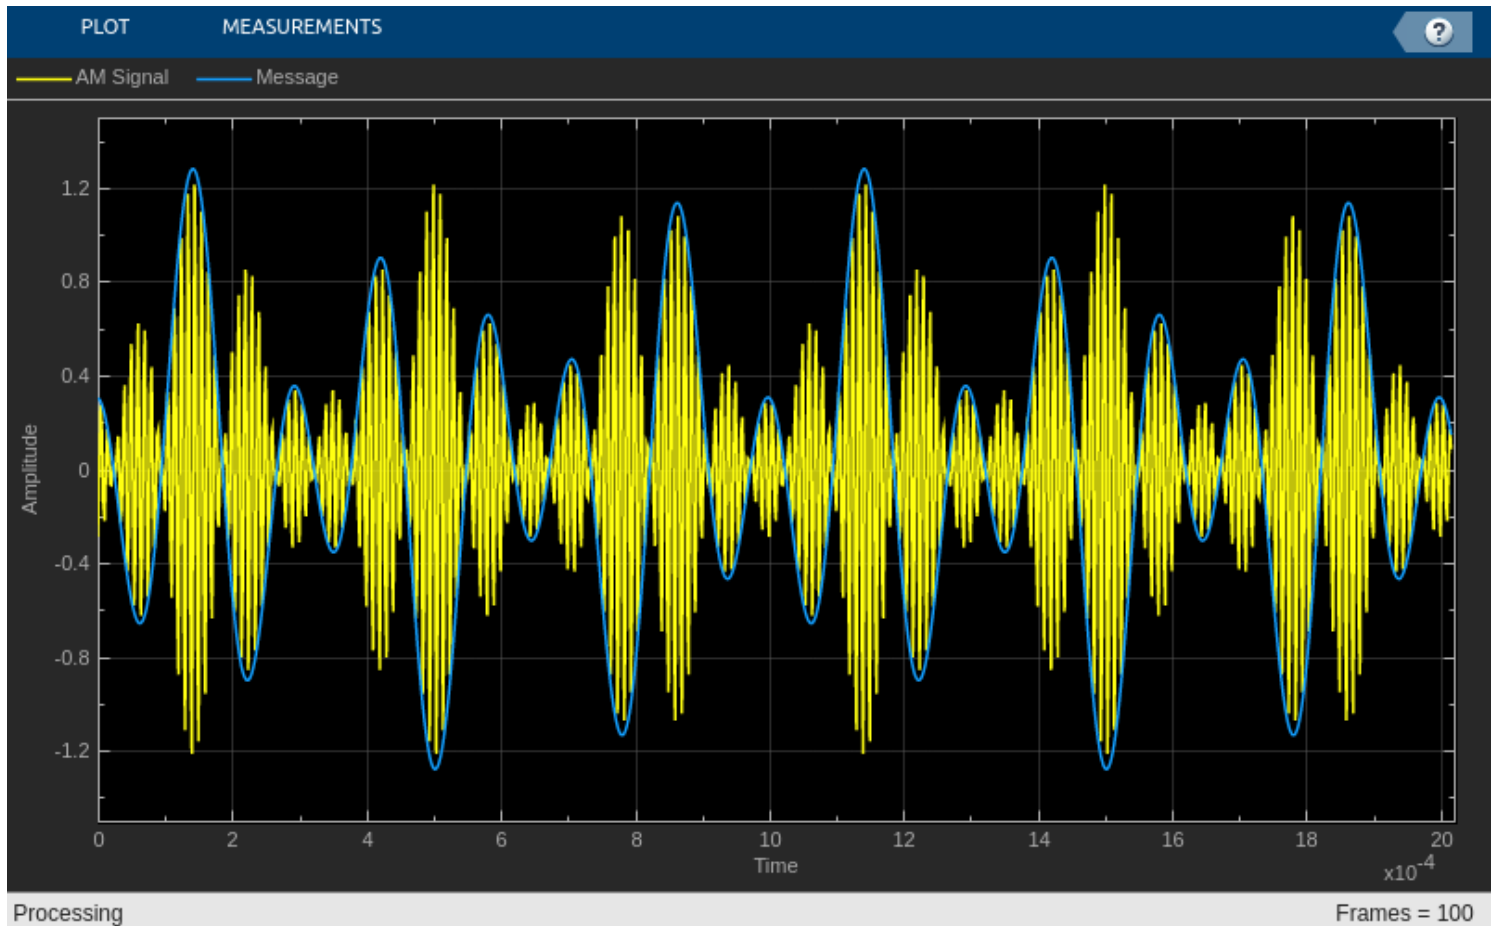 PLOT MEASUREMENTS ?
AM Signal Message
1.2
0.8
0.4
0
-0.4
-0.8
-1.2
Amplitude
0 2 4 6 8 10 12 14 16 18 20
Time
x10-4
Processing Frames = 100